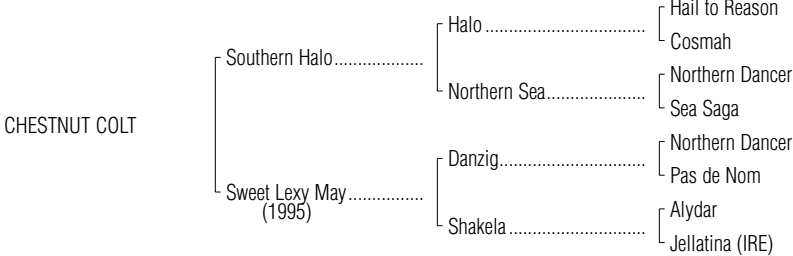 Hail to Reason
Halo
Cosmah
Southern Halo
Northern Dancer
Northern Sea
Sea Saga
CHESTNUT COLT
Northern Dancer
Danzig
Pas de Nom
Sweet Lexy May
(1995)
Alydar
Shakela
Jellatina (IRE)